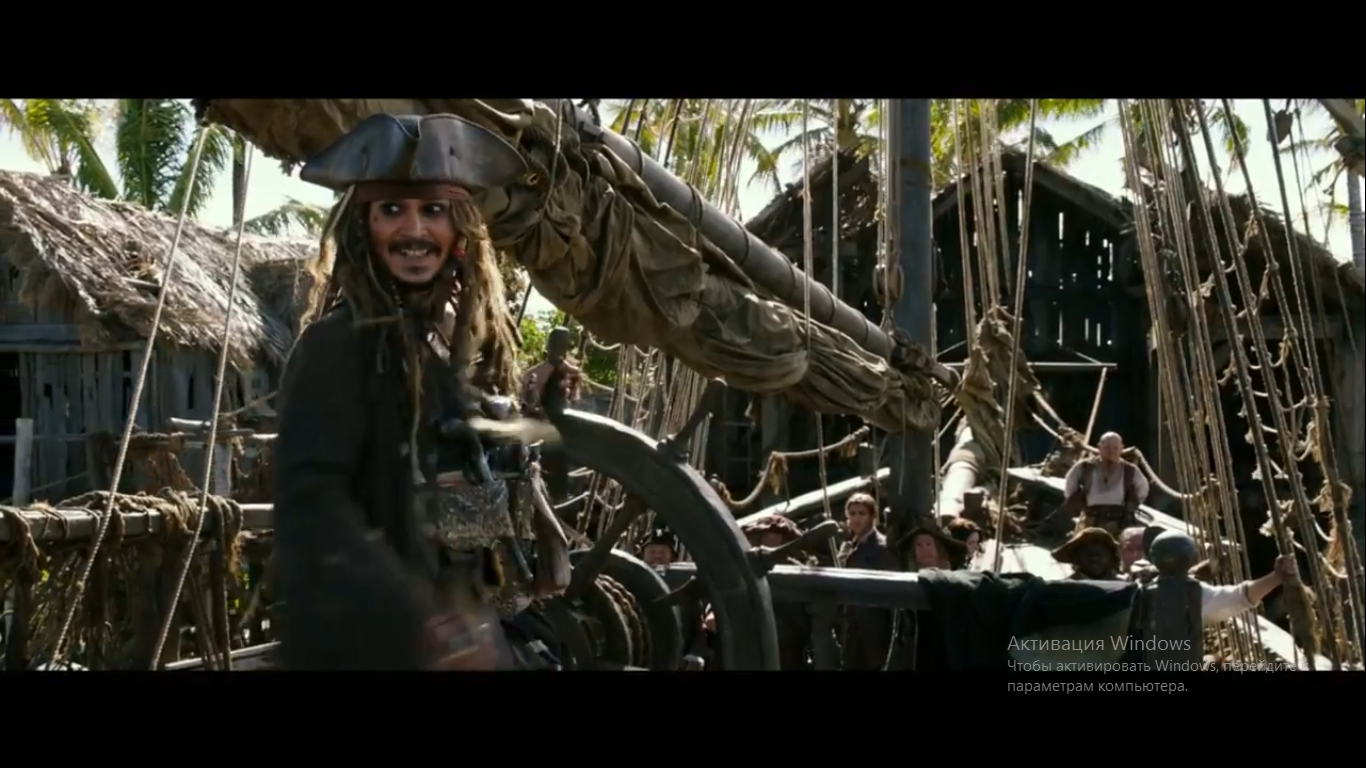 Активация Windows
Чтобы активировать Windows, перейдите к
параметрам компьютера.